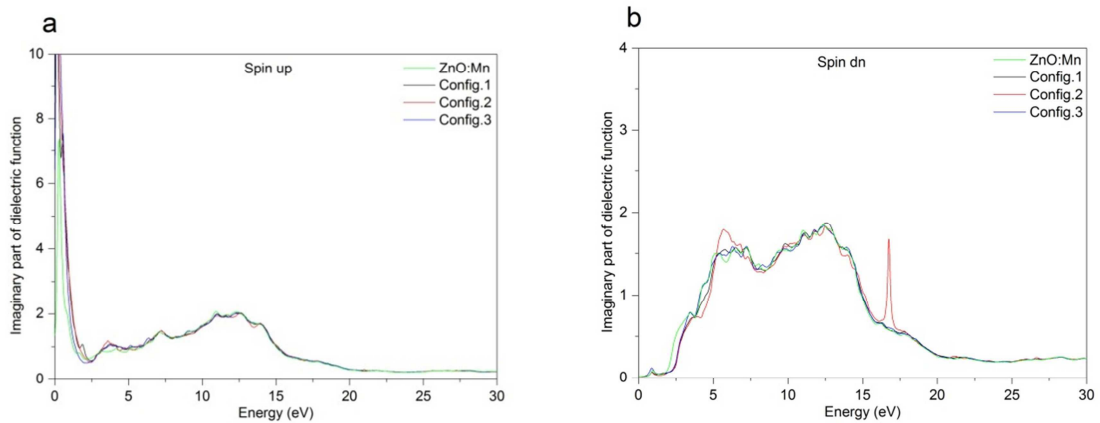 a
Spin up
ZnO:Mn
Config.1
Config.2
Config.3
Imaginary part of dielectric function
10
8
6
4
2
0
0 5 10 15 20 25 30
Energy (eV)
b
Spin dn
ZnO:Mn
Config.1
Config.2
Config.3
Imaginary part of dielectric function
4
3
2
1
0
0 5 10 15 20 25 30
Energy (eV)